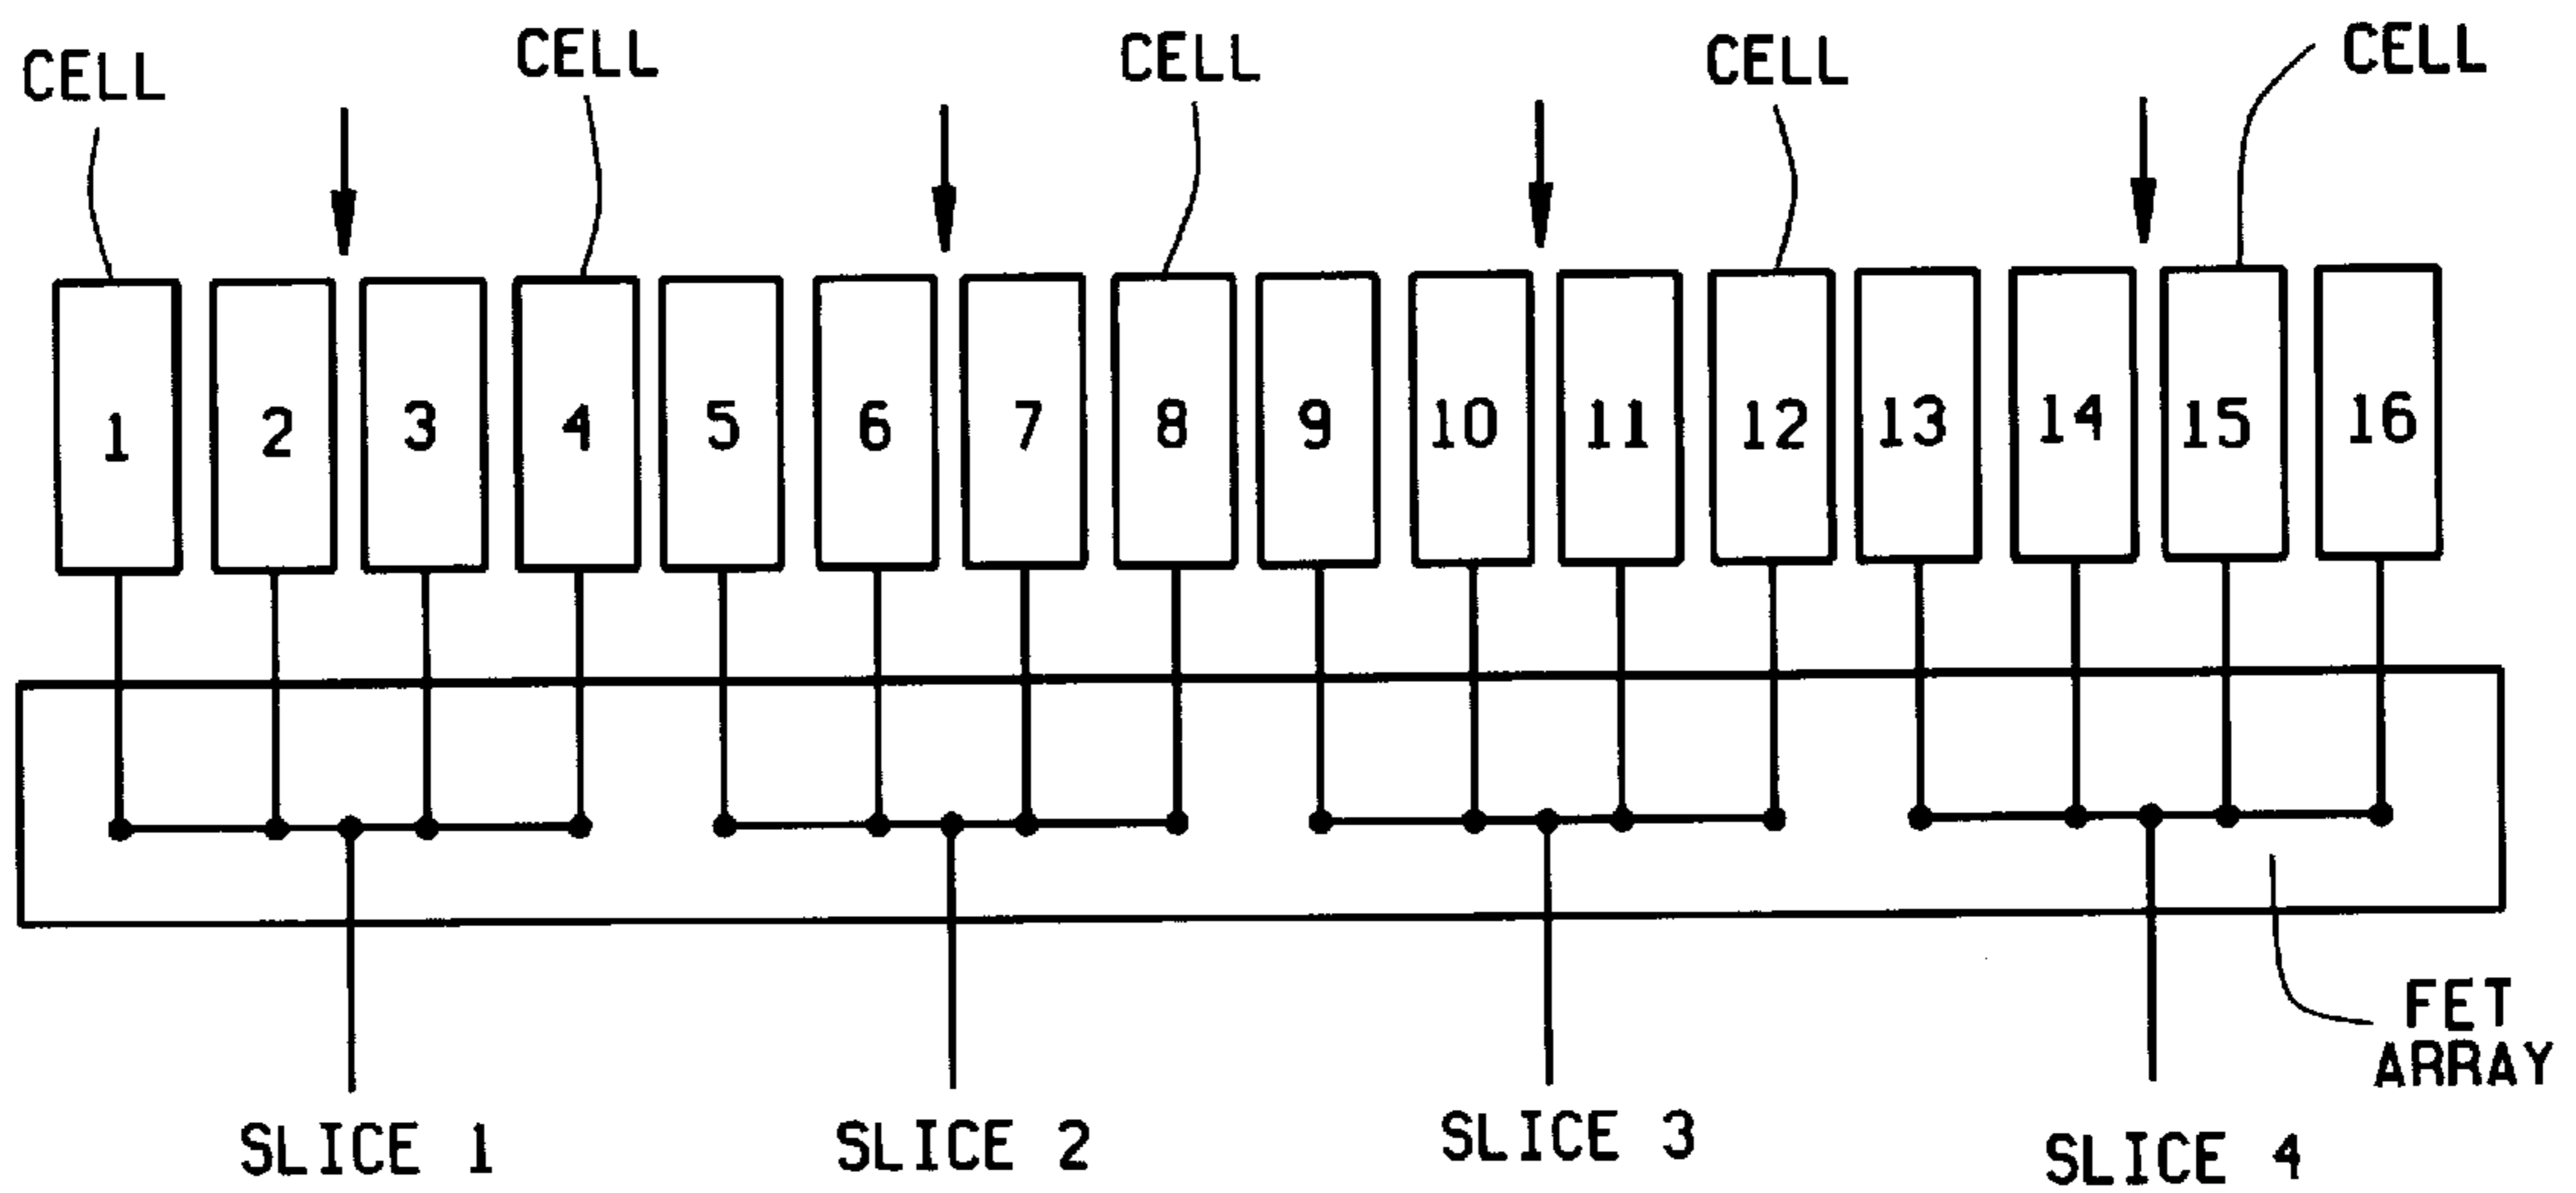 CELL CELL CELL CELL CELL
1 2 3 4 5 6 7 8 9 10 11 12 13 14 15 16
FET
ARRAY
SLICE 1 SLICE 2 SLICE 3 SLICE 4